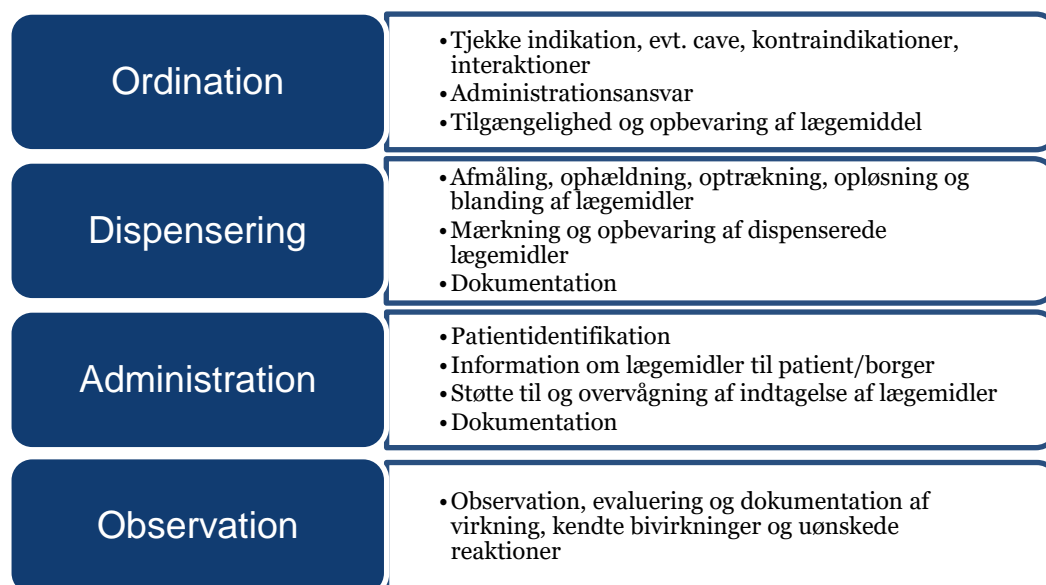 Ordination
•Tjekke indikation, evt. cave, kontraindikationer,
interaktioner
•Administrationsansvar
•Tilgængelighed og opbevaring af lægemiddel
Dispensering
•Afmåling, ophældning, optrækning, opløsning og
blanding af lægemidler
•Mærkning og opbevaring af dispenserede
lægemidler
•Dokumentation
Administration
•Patientidentifikation
•Information om lægemidler til patient/borger
•Støtte til og overvågning af indtagelse af lægemidler
•Dokumentation
Observation
•Observation, evaluering og dokumentation af
virkning, kendte bivirkninger og uønskede
reaktioner